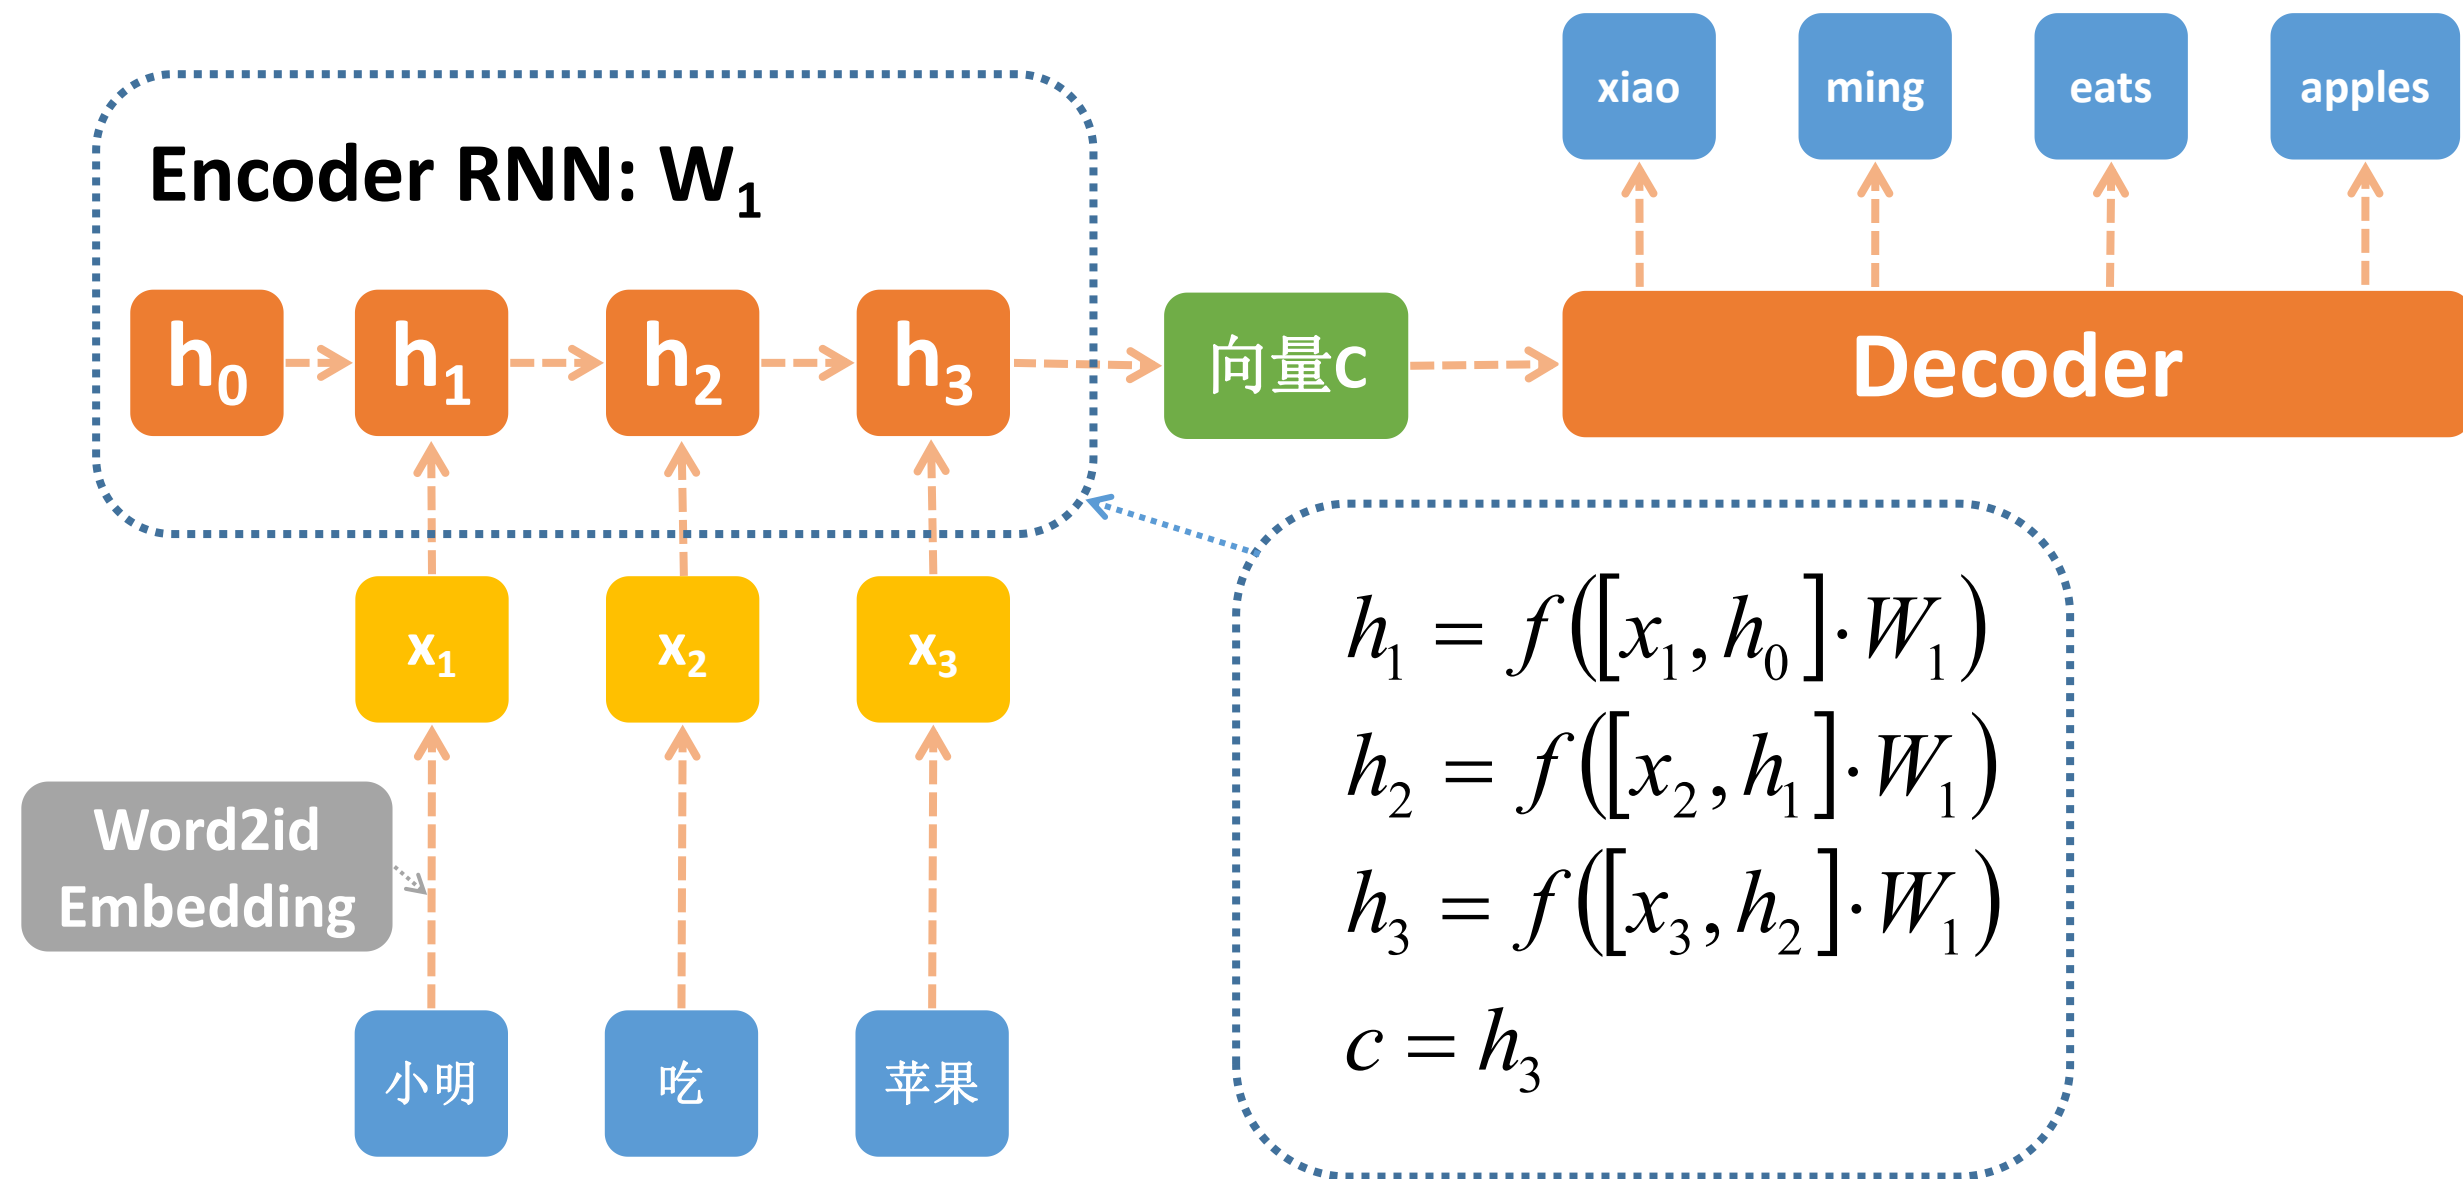 xiao ming eats apples
Encoder RNN: W₁
h₀ h₁ h₂ h₃ 向量C Decoder
x₁ x₂ x₃
Word2id
Embedding
小明 吃 苹果
h₁ = f([x₁, h₀]·W₁)
h₂ = f([x₂, h₁]·W₁)
h₃ = f([x₃, h₂]·W₁)
c = h₃